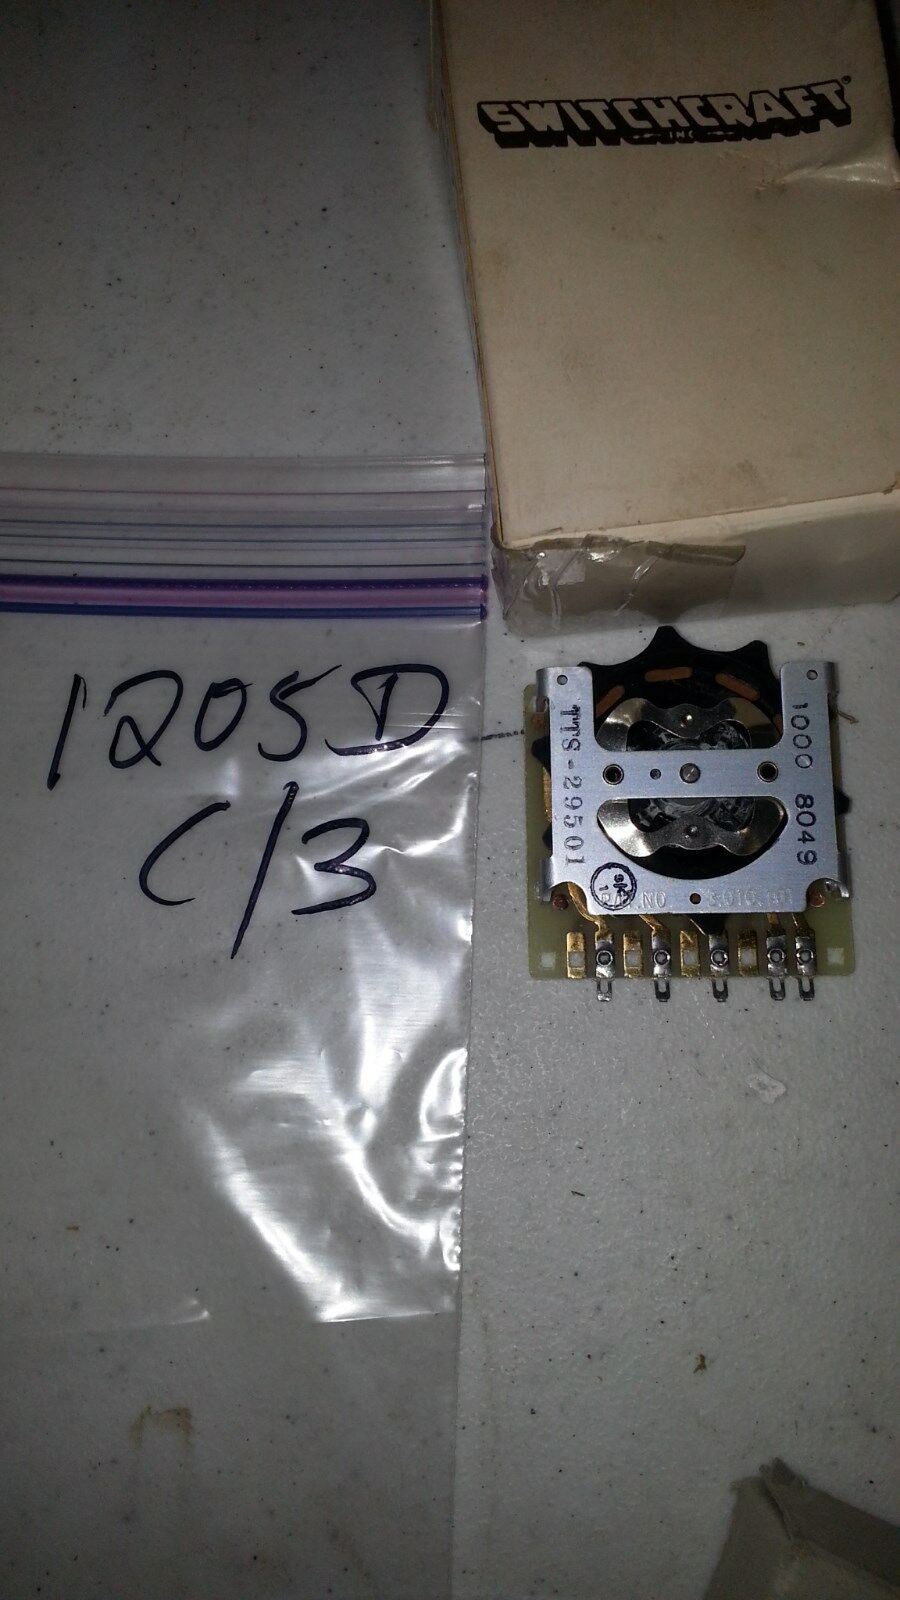 SWITCHCRAFT®
INC
1205D
C/3
TTS-29501
1000 8049
PAT. NO.